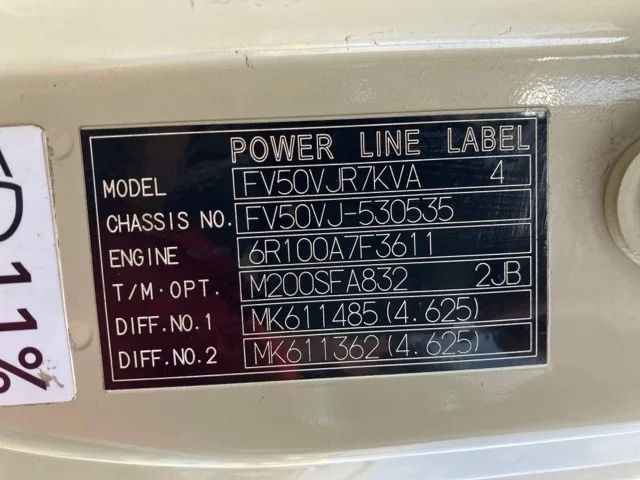 POWER LINE LABEL
MODEL FV50VJR7KVA 4
CHASSIS NO. FV50VJ-530535
ENGINE 6R100A7F3611
T/M·OPT. M200SFA832 2JB
DIFF.NO.1 MK611485(4.625)
DIFF.NO.2 MK611362(4.625)
11%